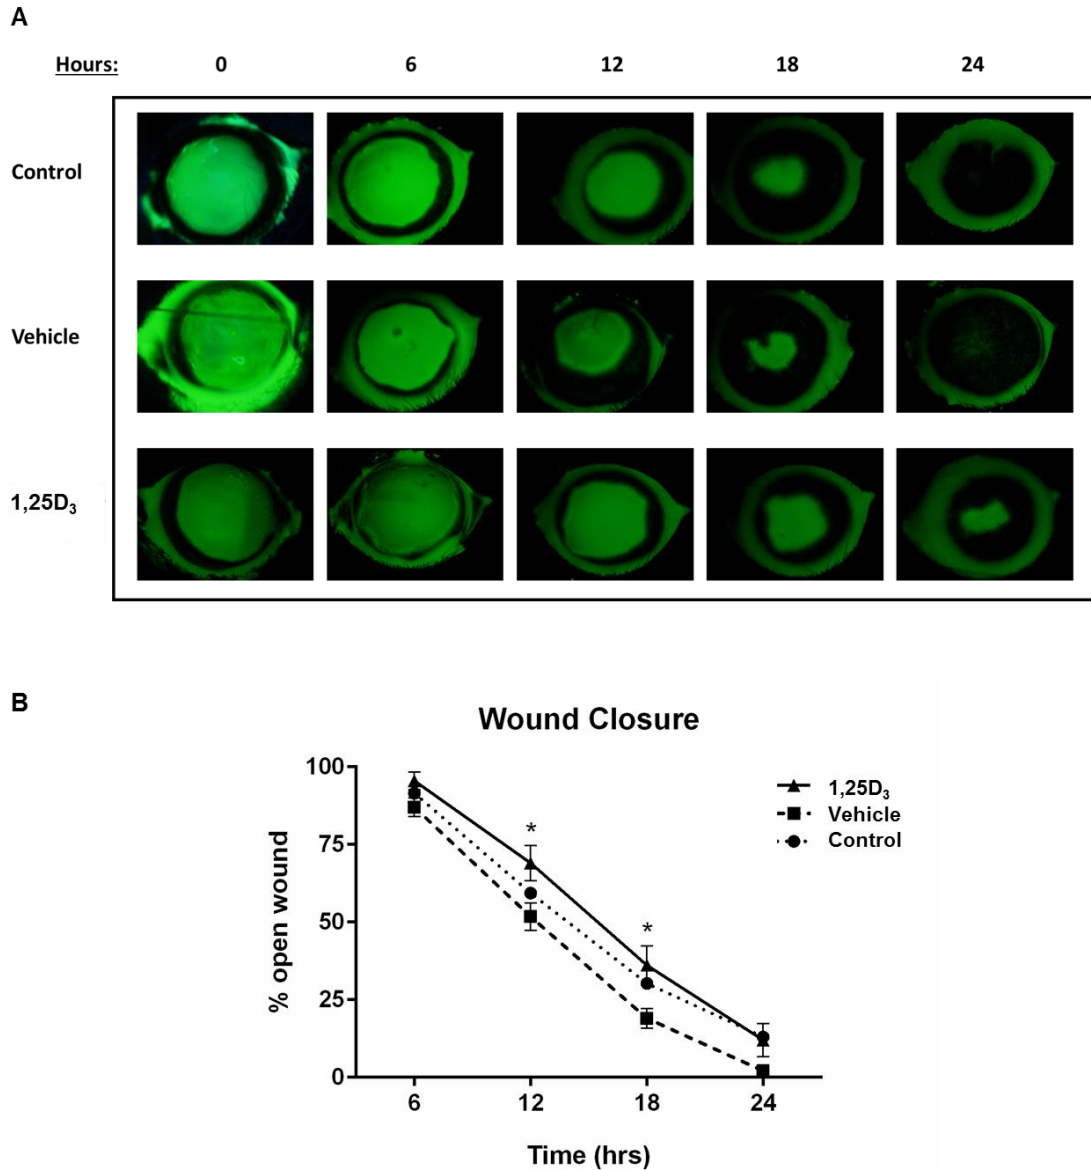 A
Hours: 0 6 12 18 24
Control
Vehicle
1,25D₃
B
Wound Closure
100
75
50
25
0
% open wound
*
*
1,25D₃
Vehicle
Control
6 12 18 24
Time (hrs)